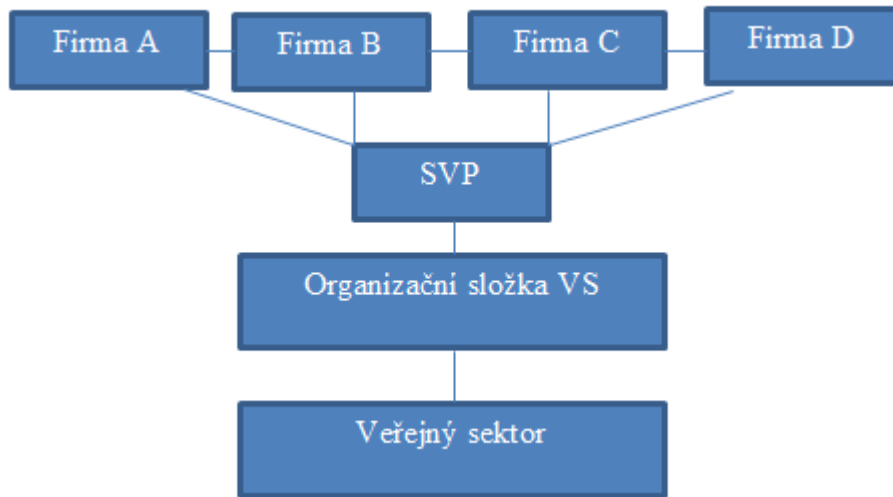 Firma A
Firma B
Firma C
Firma D
SVP
Organizační složka VS
Veřejný sektor